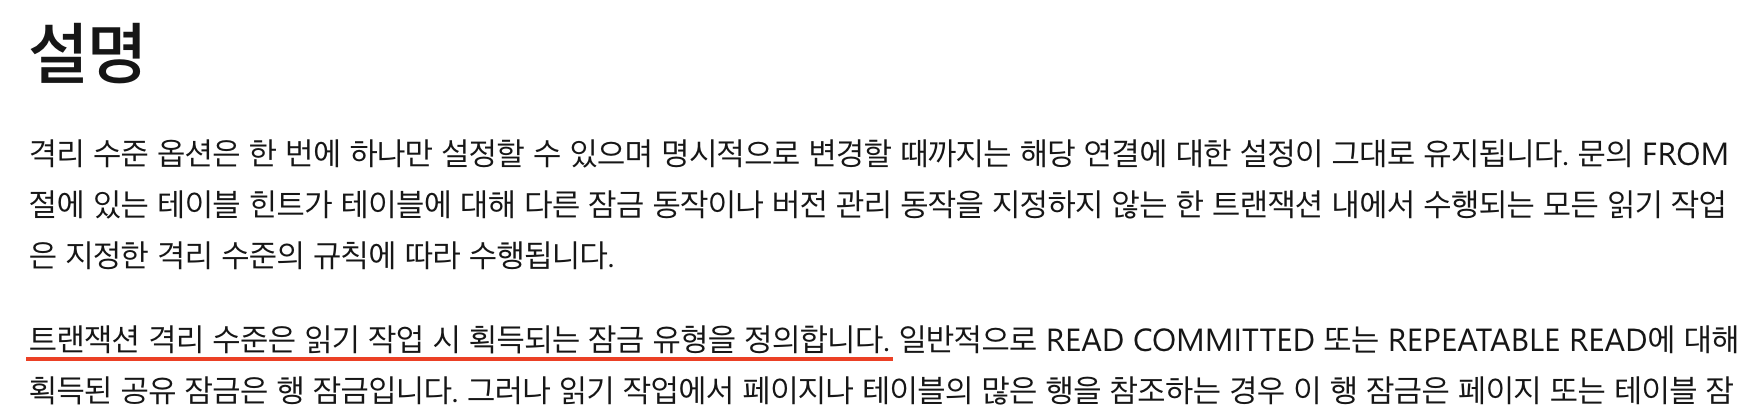 설명
격리 수준 옵션은 한 번에 하나만 설정할 수 있으며 명시적으로 변경할 때까지는 해당 연결에 대한 설정이 그대로 유지됩니다. 문의 FROM
절에 있는 테이블 힌트가 테이블에 대해 다른 잠금 동작이나 버전 관리 동작을 지정하지 않는 한 트랜잭션 내에서 수행되는 모든 읽기 작업
은 지정한 격리 수준의 규칙에 따라 수행됩니다.
트랜잭션 격리 수준은 읽기 작업 시 획득되는 잠금 유형을 정의합니다. 일반적으로 READ COMMITTED 또는 REPEATABLE READ에 대해
획득된 공유 잠금은 행 잠금입니다. 그러나 읽기 작업에서 페이지나 테이블의 많은 행을 참조하는 경우 이 행 잠금은 페이지 또는 테이블 잠